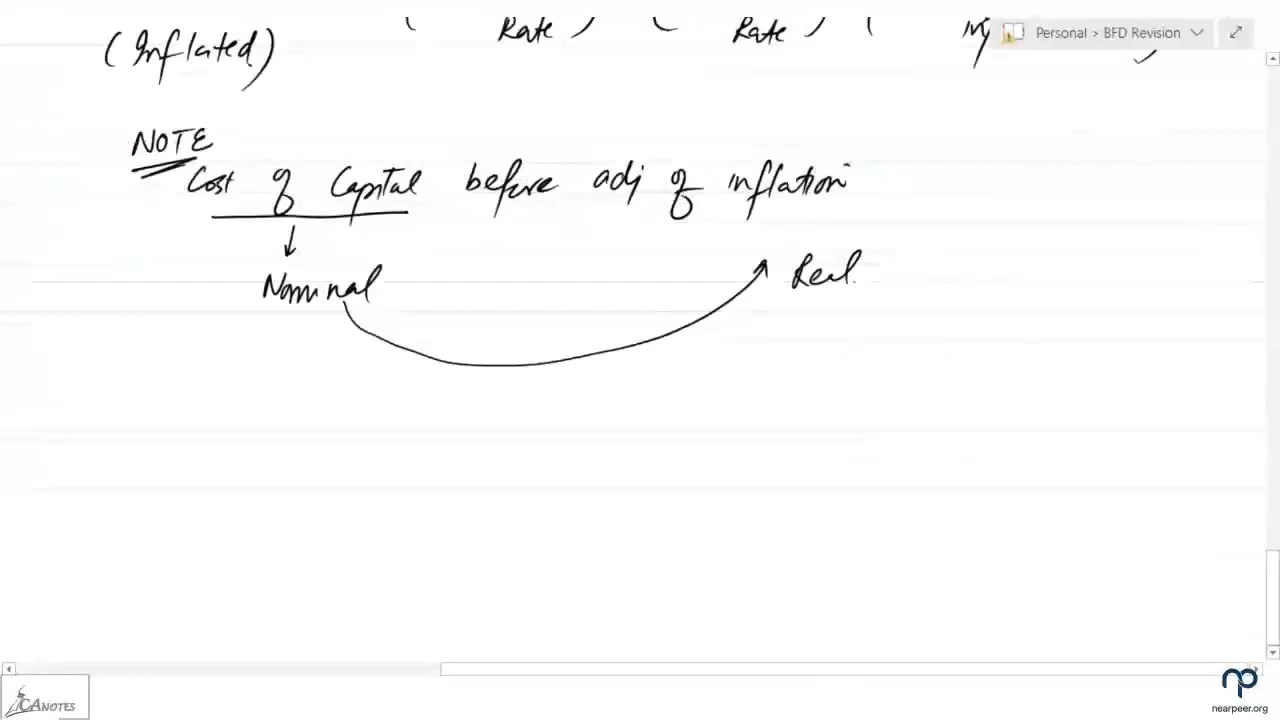 ( Rate ) ( Rate ) (
Personal > BFD Revision
(Inflated)
NOTE
Cost of Capital before adj of inflation
Nominal
Real
CANOTES
np
nearpeer.org